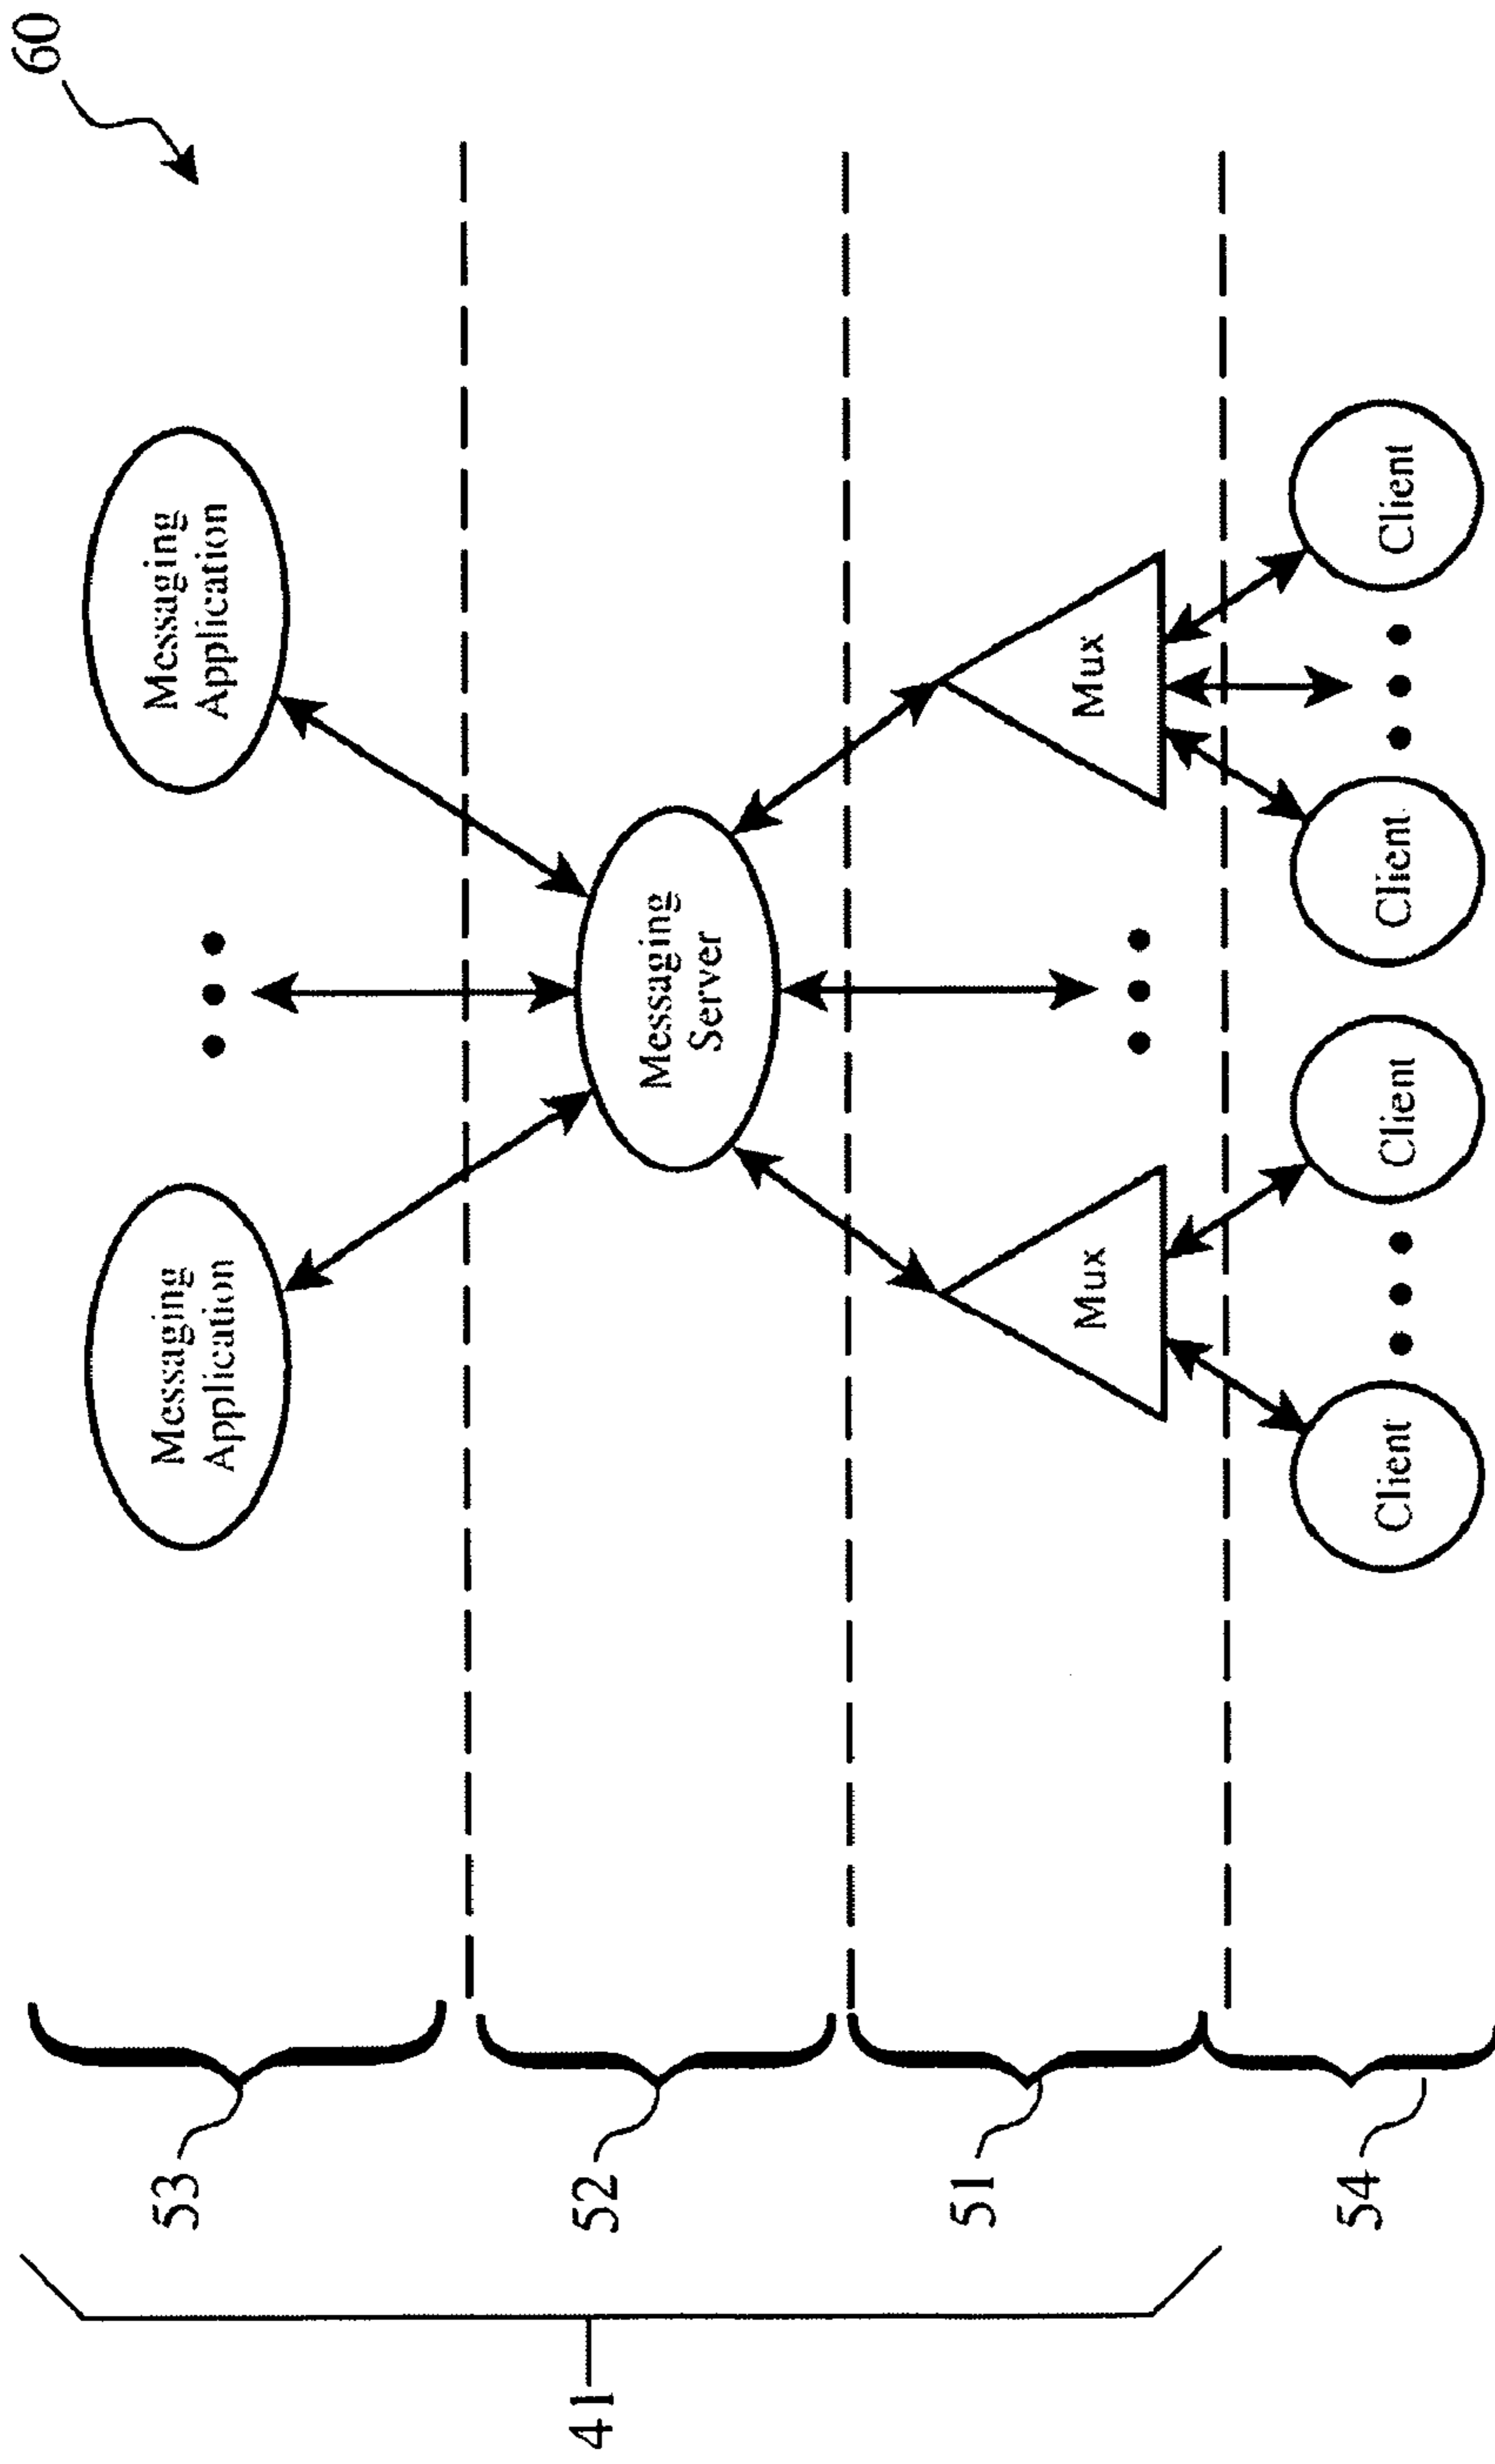 60
Messaging
Application
Messaging
Application
53
Messaging
Server
52
41
Mux
Mux
51
Client
Client
Client
Client
54